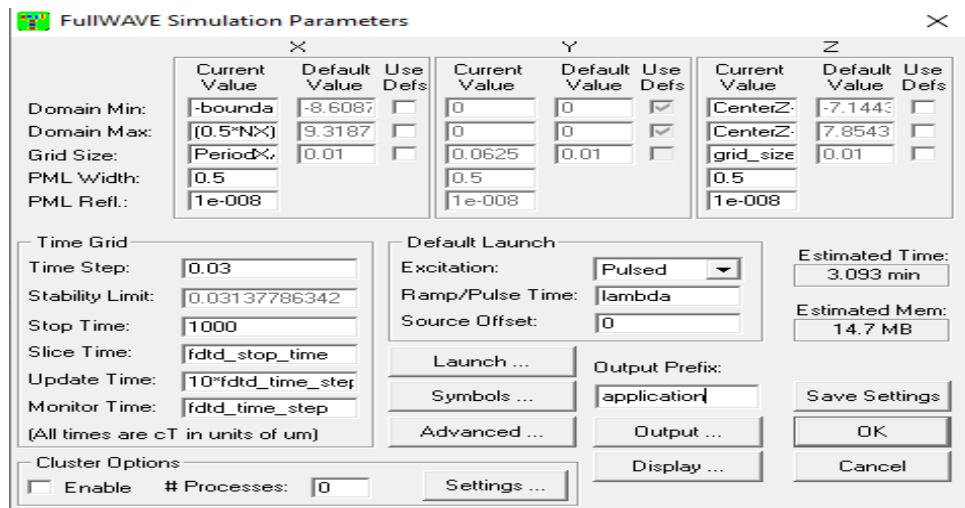 FullWAVE Simulation Parameters
X Y Z
Current Value Default Value Use Defs Current Value Default Value Use Defs Current Value Default Value Use Defs
Domain Min: -bounda -8.6087 0 0 CenterZ- -7.1443
Domain Max: (0.5*NX) 9.3187 0 0 CenterZ- 7.8543
Grid Size: PeriodX/ 0.01 0.0625 0.01 grid_size 0.01
PML Width: 0.5 0.5 0.5
PML Refl.: 1e-008 1e-008 1e-008
Time Grid
Time Step: 0.03
Stability Limit: 0.03137786342
Stop Time: 1000
Slice Time: fdtd_stop_time
Update Time: 10*fdtd_time_step
Monitor Time: fdtd_time_step
(All times are cT in units of um)
Default Launch
Excitation: Pulsed
Ramp/Pulse Time: lambda
Source Offset: 0
Estimated Time:
3.093 min
Estimated Mem:
14.7 MB
Launch ...
Symbols ...
Advanced ...
Output Prefix:
application
Output ...
Display ...
Save Settings
OK
Cancel
Cluster Options
Enable # Processes: 0 Settings ...